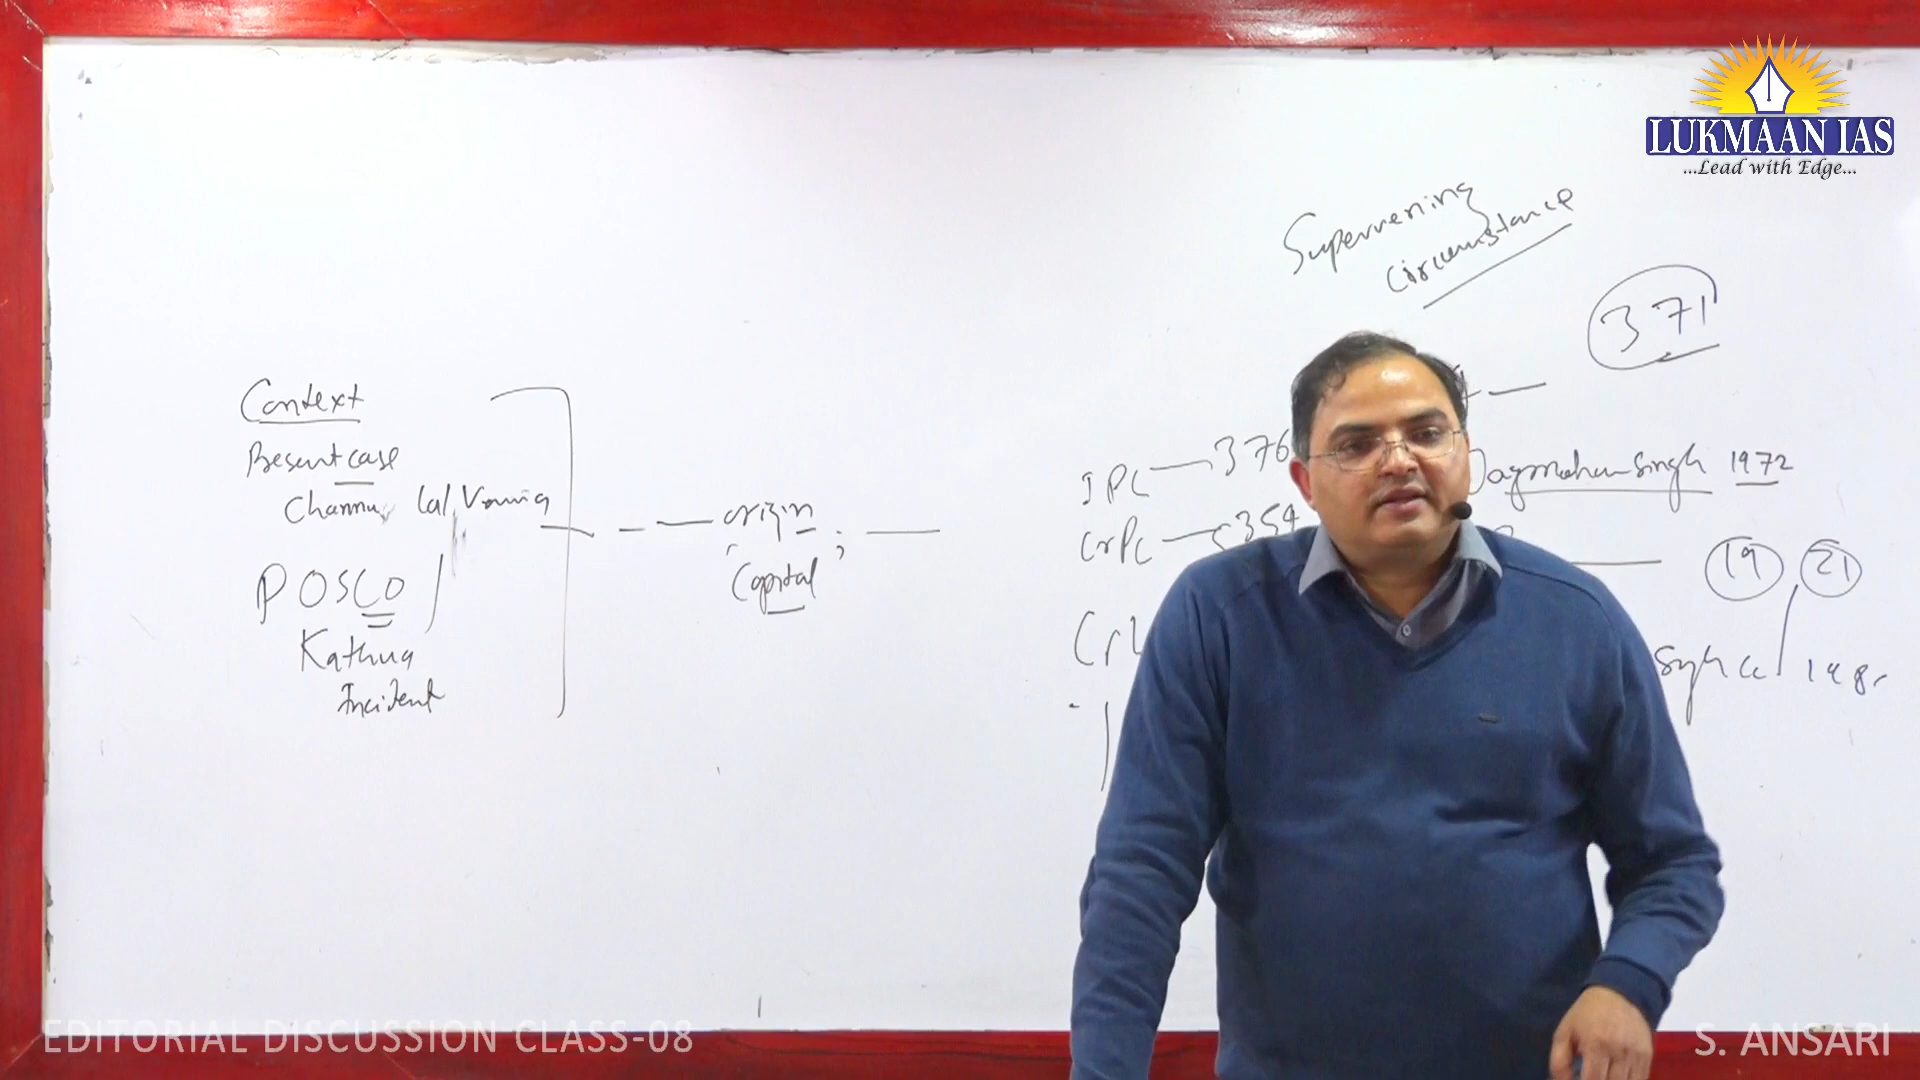 LUKMAAN IAS
...Lead with Edge...
Supervening
Circumstance
371
Context
Present case
Channu Lal Verma
POSCO
Kathua
Incident
origin
Capital
IPC — 376
CrPC — 354
Jagmohan Singh 1972
19 21
EDITORIAL DISCUSSION CLASS-08
S. ANSARI